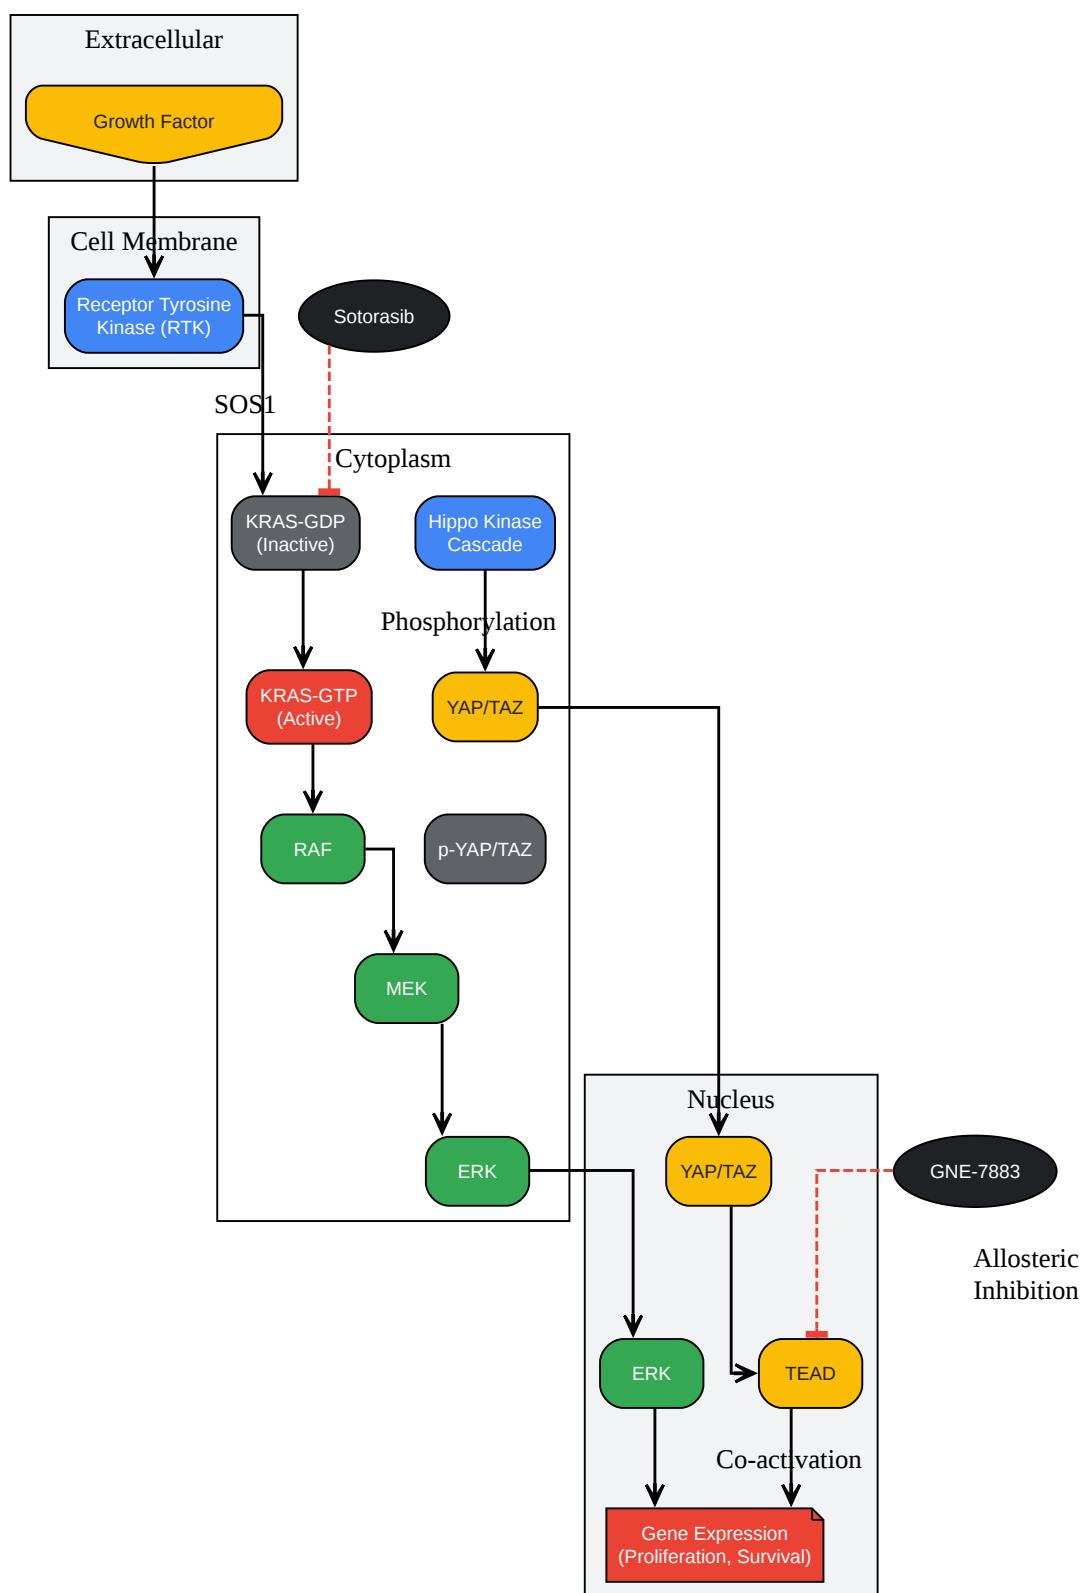 Extracellular
Growth Factor
Cell Membrane
Receptor Tyrosine
Kinase (RTK)
Sotorasib
SOS1
Cytoplasm
KRAS-GDP
(Inactive)
Hippo Kinase
Cascade
Phosphorylation
KRAS-GTP
(Active)
YAP/TAZ
RAF
p-YAP/TAZ
MEK
Nucleus
ERK
YAP/TAZ
GNE-7883
Allosteric
Inhibition
ERK
TEAD
Co-activation
Gene Expression
(Proliferation, Survival)